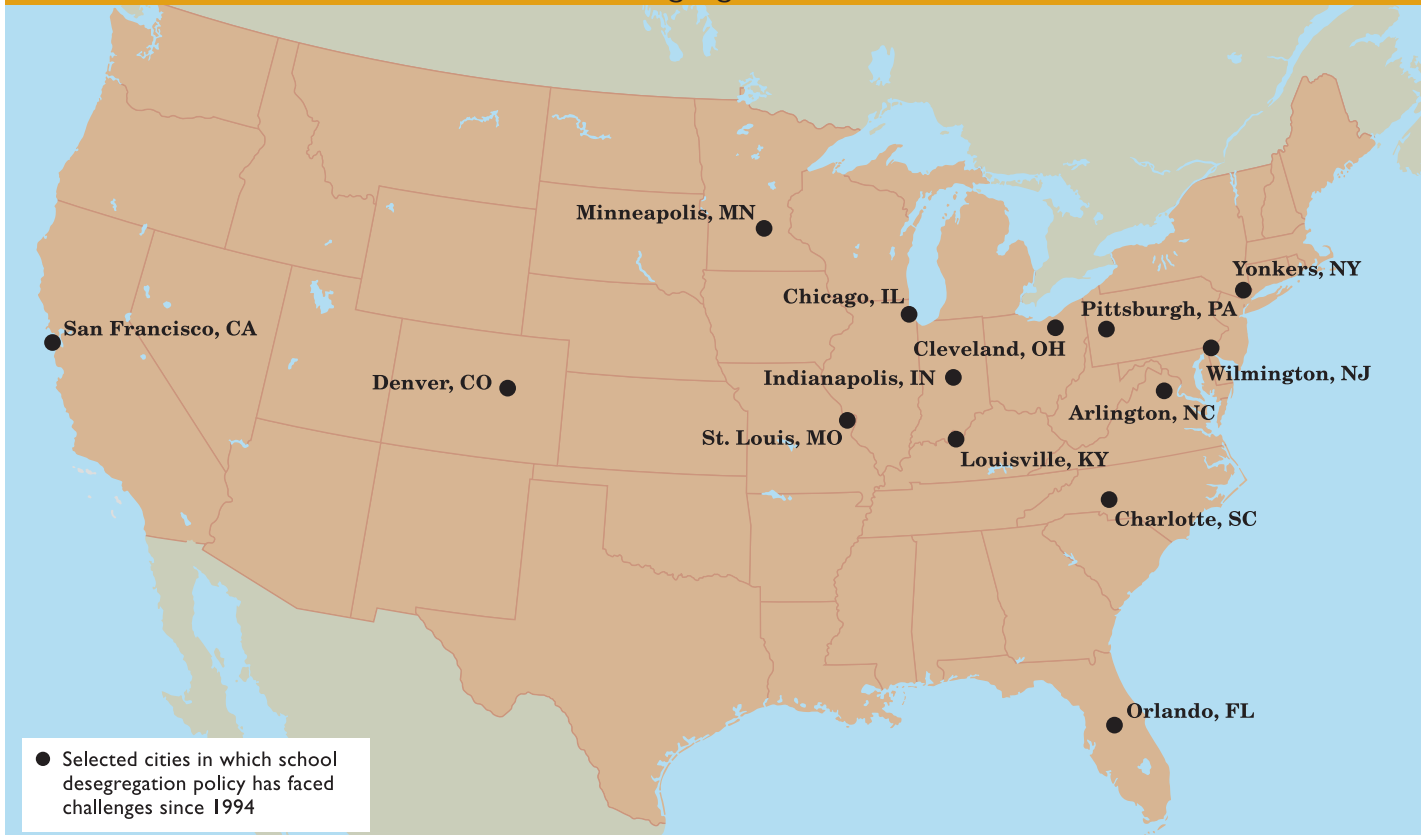 Minneapolis, MN
Yonkers, NY
Chicago, IL
Pittsburgh, PA
San Francisco, CA
Cleveland, OH
Wilmington, NJ
Indianapolis, IN
Denver, CO
Arlington, NC
St. Louis, MO
Louisville, KY
Charlotte, SC
Orlando, FL
Selected cities in which school
desegregation policy has faced
challenges since 1994